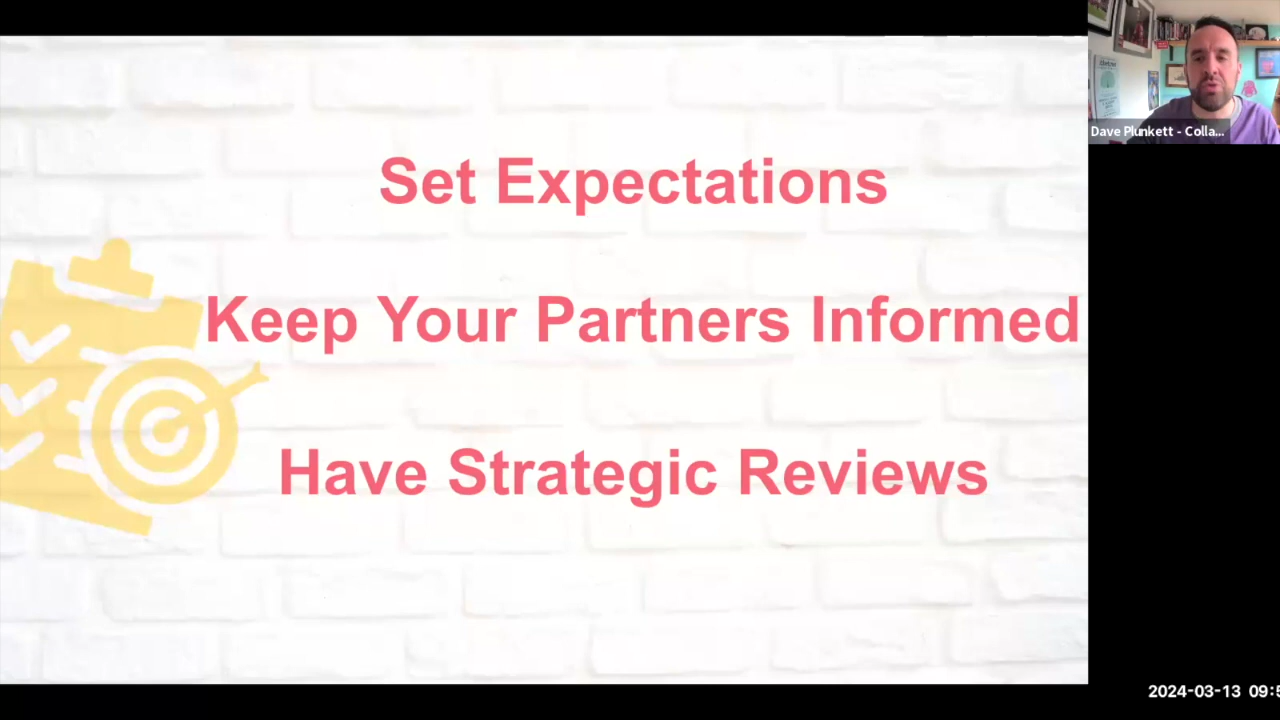 Set Expectations
Keep Your Partners Informed
Have Strategic Reviews
Dave Plunkett - Colla...
2024-03-13 09:5